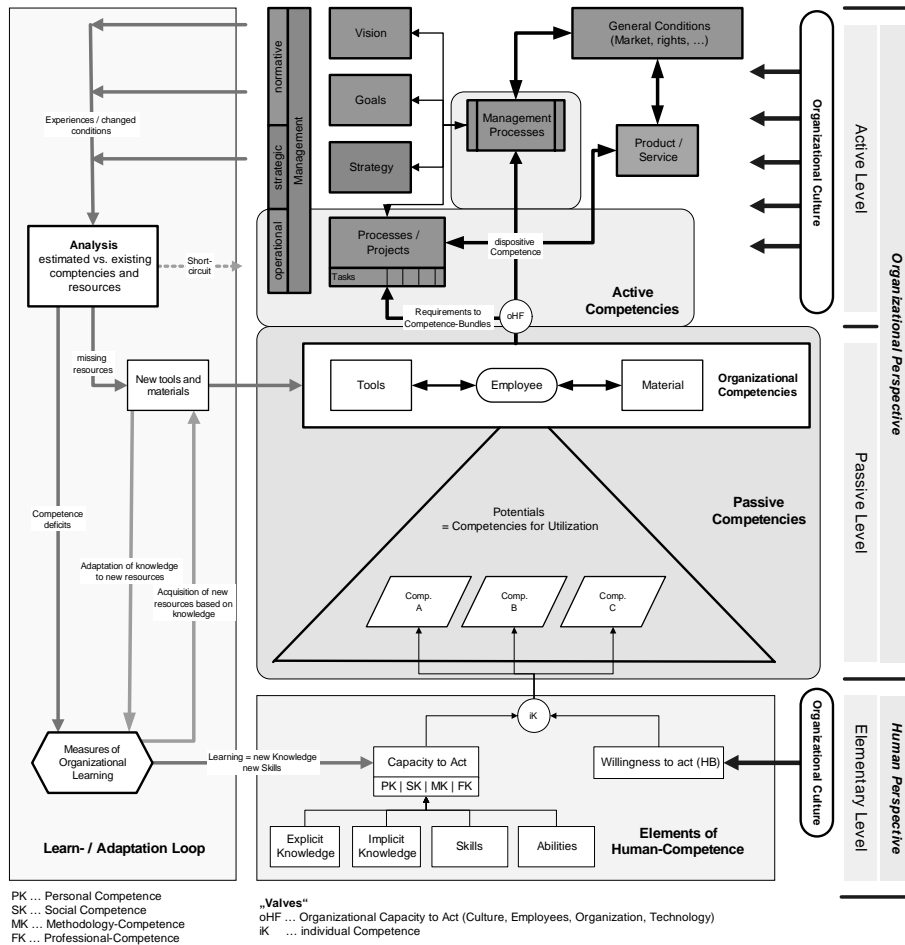 normative
strategic
operational
Management
Vision
Goals
Strategy
General Conditions
(Market, rights, …)
Management
Processes
Product /
Service
Organizational Culture
Active Level
Organizational Perspective
Experiences / changed
conditions
Analysis
estimated vs. existing
comptencies and
resources
Short-
circuit
Processes /
Projects
Tasks
dispositive
Competence
Requirements to
Competence-Bundles
oHF
Active
Competencies
missing
resources
New tools and
materials
Tools
Employee
Material
Organizational
Competencies
Passive Level
Potentials
= Competencies for Utilization
Passive
Competencies
Competence
deficits
Adaptation of knowledge
to new resources
Acquisition of new
resources based on
knowledge
Comp.
A
Comp.
B
Comp.
C
iK
Measures of
Organizational
Learning
Learning = new Knowledge
new Skills
Capacity to Act
PK | SK | MK | FK
Willingness to act (HB)
Organizational Culture
Elementary Level
Human Perspective
Explicit
Knowledge
Implicit
Knowledge
Skills
Abilities
Elements of
Human-Competence
Learn- / Adaptation Loop
PK … Personal Competence
SK … Social Competence
MK … Methodology-Competence
FK … Professional-Competence
„Valves“
oHF … Organizational Capacity to Act (Culture, Employees, Organization, Technology)
iK … individual Competence